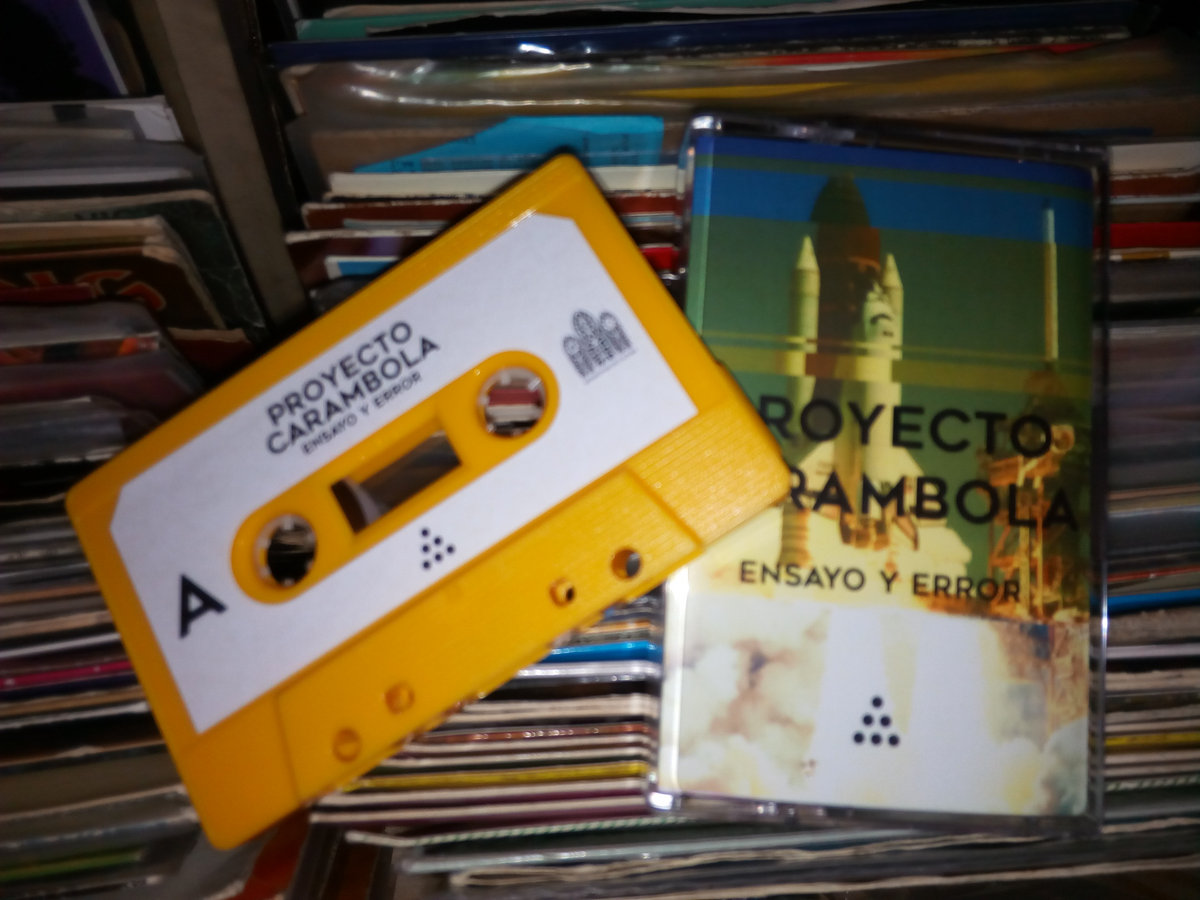 PROYECTO
CARAMBOLA
ENSAYO Y ERROR
A
ROYECTO
RAMBOLA
ENSAYO Y ERROR